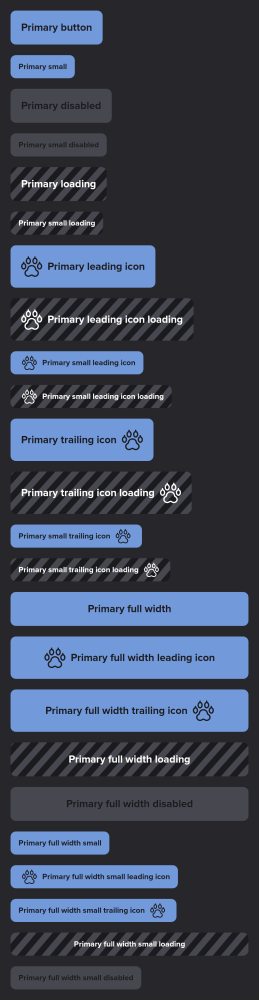 Primary button
Primary small
Primary disabled
Primary small disabled
Primary loading
Primary small loading
Primary leading icon
Primary leading icon loading
Primary small leading icon
Primary small leading icon loading
Primary trailing icon
Primary trailing icon loading
Primary small trailing icon
Primary small trailing icon loading
Primary full width
Primary full width leading icon
Primary full width trailing icon
Primary full width loading
Primary full width disabled
Primary full width small
Primary full width small leading icon
Primary full width small trailing icon
Primary full width small loading
Primary full width small disabled